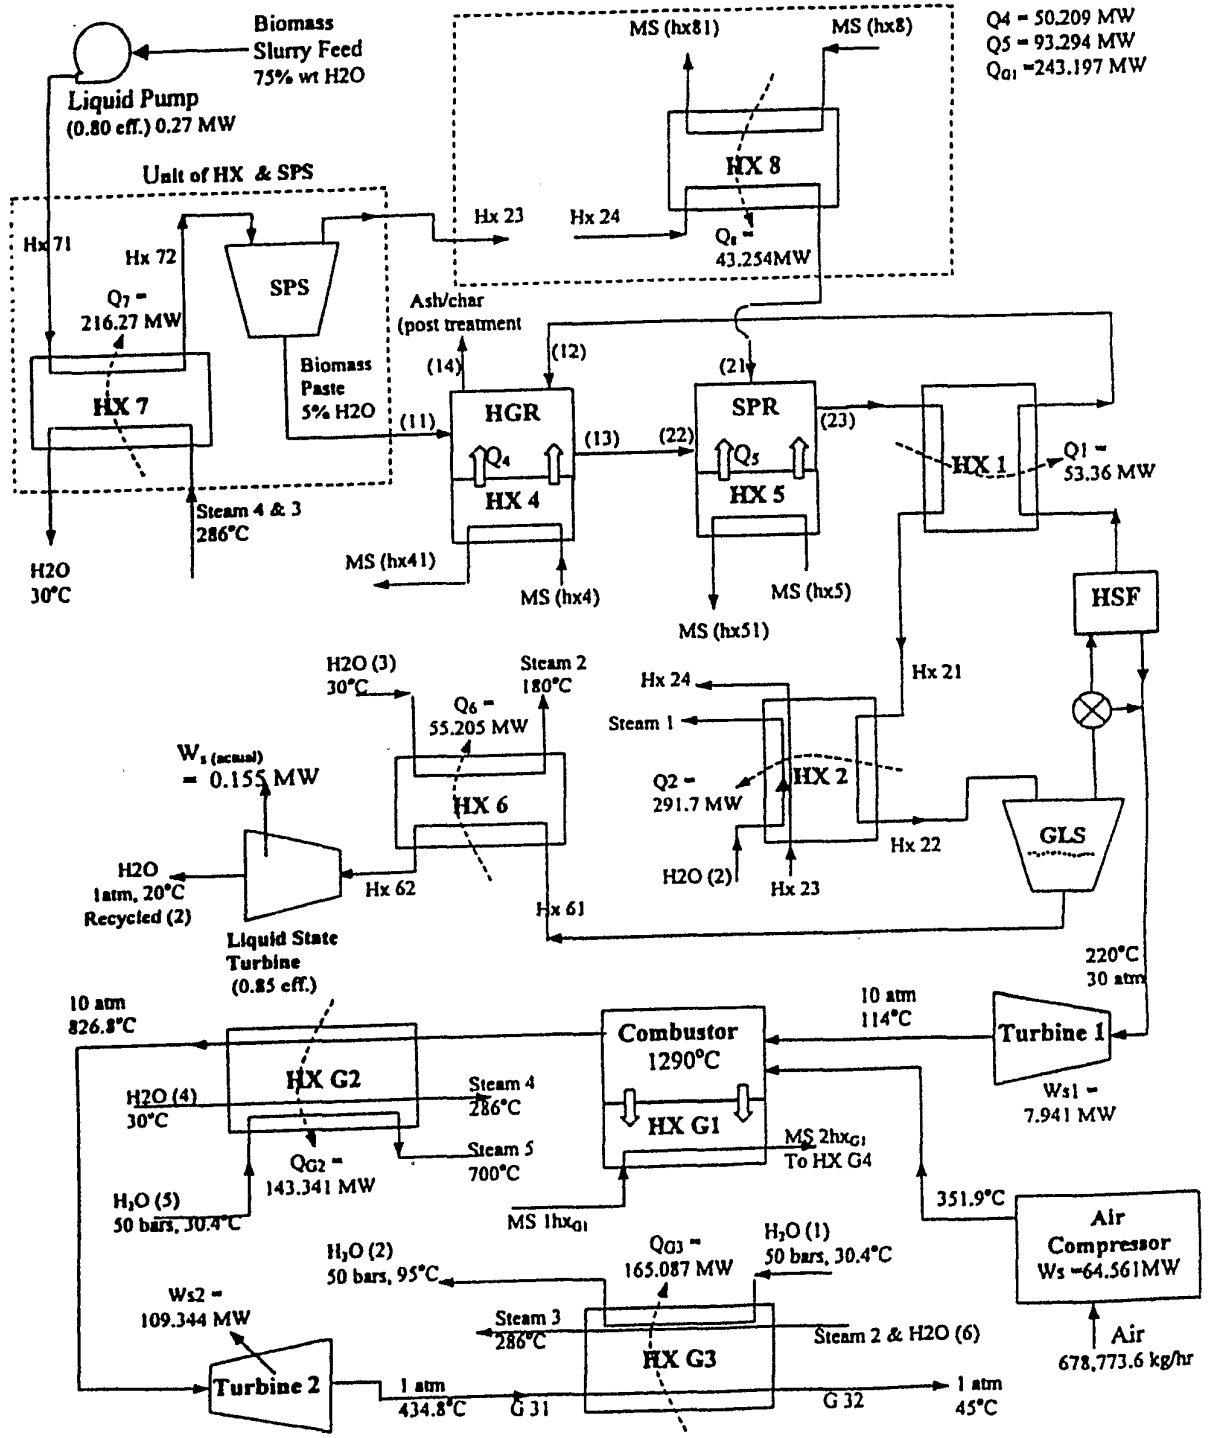 Biomass
Slurry Feed
75% wt H2O
Liquid Pump
(0.80 eff.) 0.27 MW
MS (hx81)
MS (hx8)
Q4 = 50.209 MW
Q5 = 93.294 MW
QG1 =243.197 MW
HX 8
Unit of HX & SPS
Hx 71
Hx 72
Hx 23
Hx 24
Q8 =
43.254MW
SPS
Q7 =
216.27 MW
HX 7
Biomass
Paste
5% H2O
Steam 4 & 3
286°C
H2O
30°C
Ash/char
(post treatment
(14)
(12)
(11)
HGR
Q4
HX 4
(13)
(22)
(21)
SPR
Q5
HX 5
(23)
HX 1
Q1 =
53.36 MW
MS (hx41)
MS (hx4)
MS (hx5)
MS (hx51)
HSF
H2O (3)
30°C
Steam 2
180°C
Q6 =
55.205 MW
HX 6
Ws (actual)
= 0.155 MW
H2O
1atm, 20°C
Recycled (2)
Hx 62
Hx 61
Liquid State
Turbine
(0.85 eff.)
Hx 24
Hx 21
Steam 1
HX 2
Q2 =
291.7 MW
Hx 22
H2O (2)
Hx 23
GLS
220°C
30 atm
10 atm
826.8°C
HX G2
H2O (4)
30°C
Steam 4
286°C
Steam 5
700°C
QG2 =
143.341 MW
H2O (5)
50 bars, 30.4°C
Combustor
1290°C
HX G1
MS 2hxG1
To HX G4
MS 1hxG1
10 atm
114°C
Turbine 1
Ws1 =
7.941 MW
351.9°C
Air
Compressor
Ws =64.561MW
Air
678,773.6 kg/hr
H2O (2)
50 bars, 95°C
QG3 =
165.087 MW
H2O (1)
50 bars, 30.4°C
Steam 3
286°C
Steam 2 & H2O (6)
HX G3
Ws2 =
109.344 MW
Turbine 2
1 atm
434.8°C
G 31
G 32
1 atm
45°C